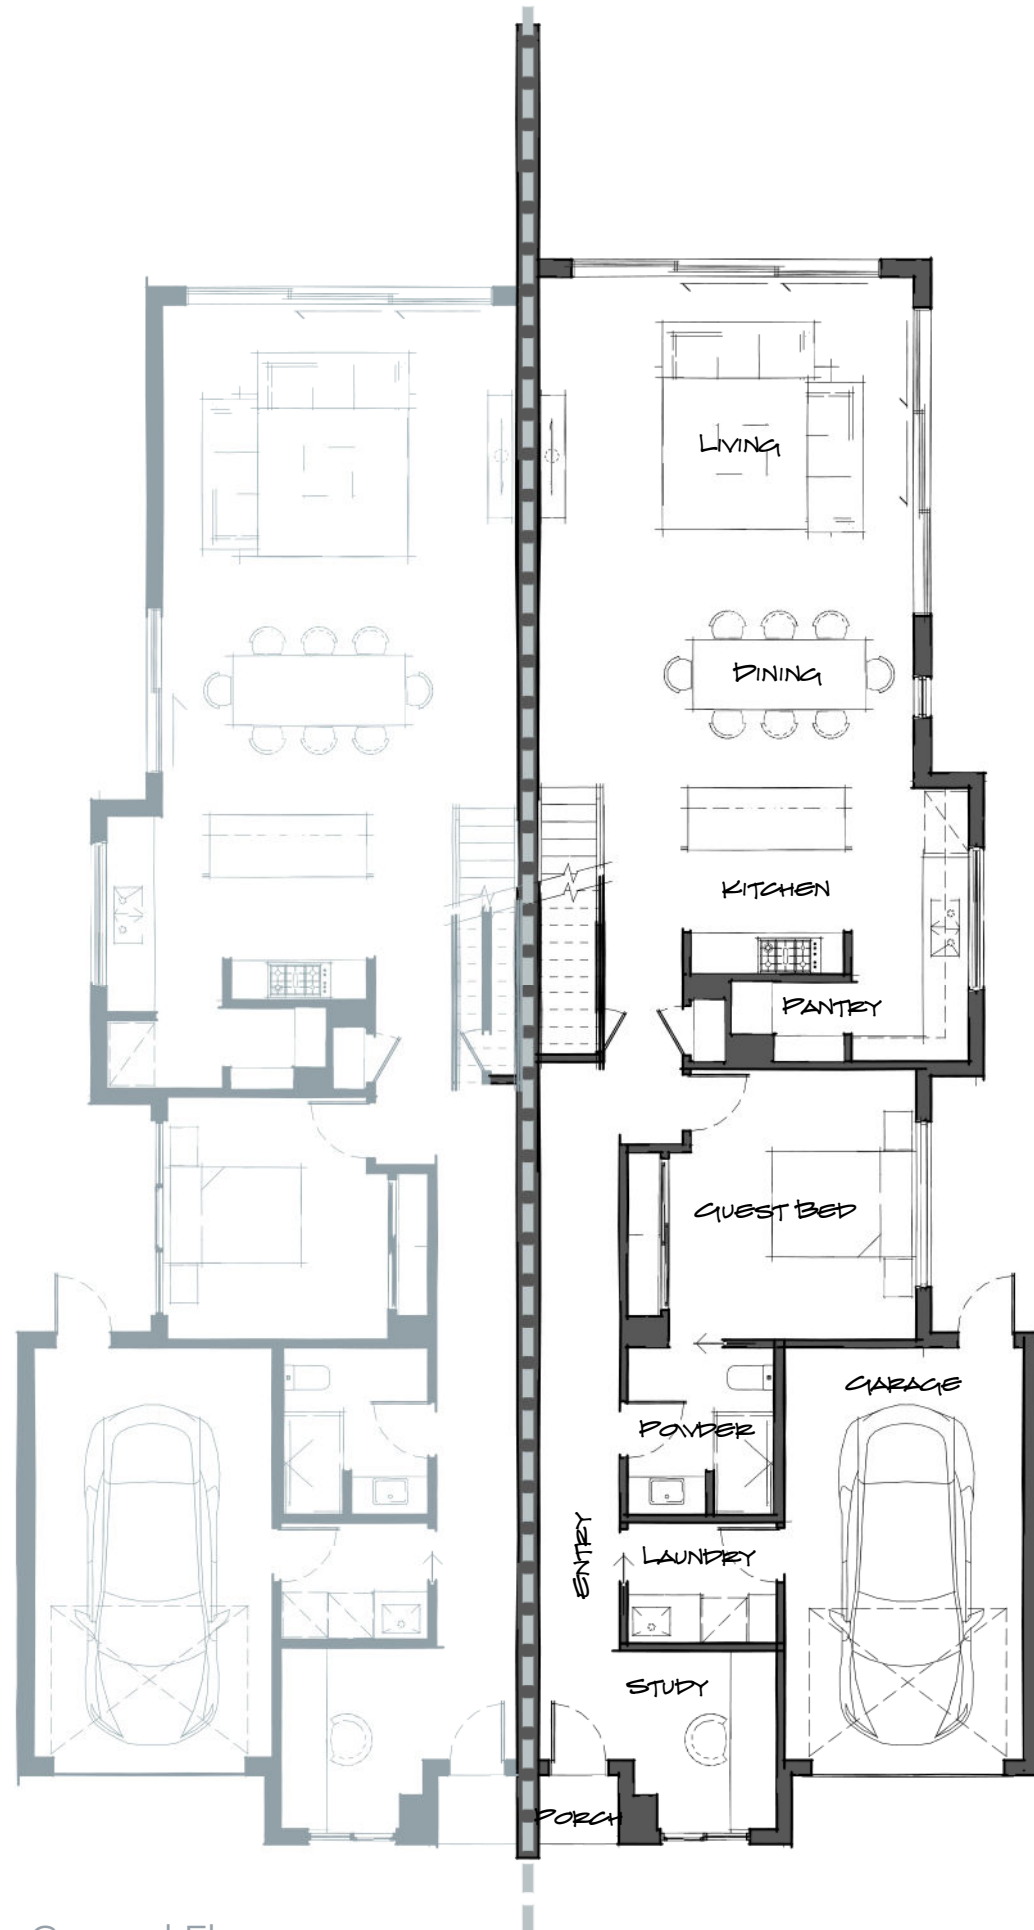 LIVING
DINING
KITCHEN
PANTRY
GUEST BED
GARAGE
POWDER
ENTRY
LAUNDRY
STUDY
PORCH